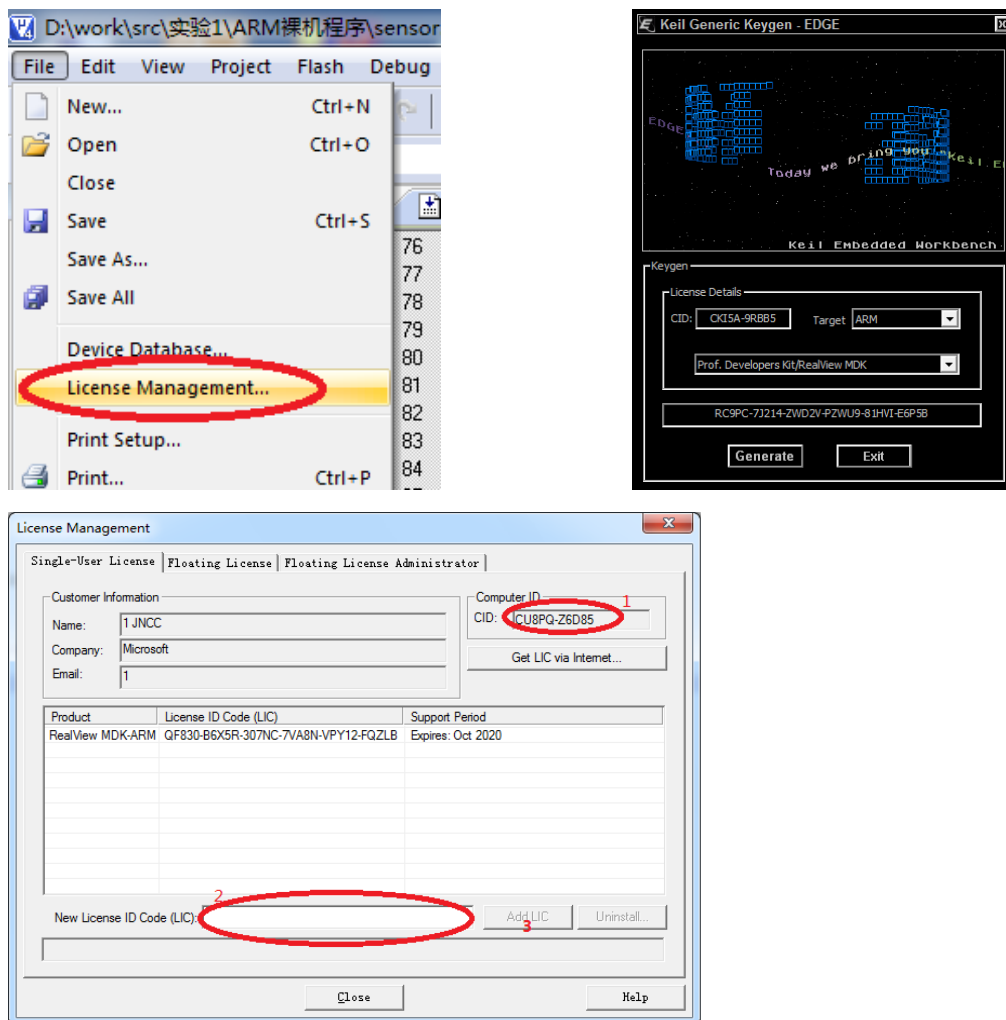 D:\work\src\实验1\ARM裸机程序\sensor
File Edit View Project Flash Debug
New... Ctrl+N
Open Ctrl+O
Close
Save Ctrl+S
Save As...
Save All
Device Database...
License Management...
Print Setup...
Print... Ctrl+P
76
77
78
79
80
81
82
83
84
Keil Generic Keygen - EDGE
EDGE
Today we bring you
Keil
Keil Embedded Workbench
Keygen
License Details
CID: CKI5A-9RBB5 Target ARM
Prof. Developers Kit/RealView MDK
RC9PC-7J214-ZWD2V-PZWU9-81HVI-E6P5B
Generate Exit
License Management
Single-User License Floating License Floating License Administrator
Customer Information
Name: 1 JNCC
Company: Microsoft
Email: 1
Computer ID 1
CID: CU8PQ-Z6D85
Get LIC via Internet...
Product License ID Code (LIC) Support Period
RealView MDK-ARM QF830-B6X5R-307NC-7VA8N-VPY12-FQZLB Expires: Oct 2020
2
New License ID Code (LIC): Add LIC Uninstall...
3
Close Help